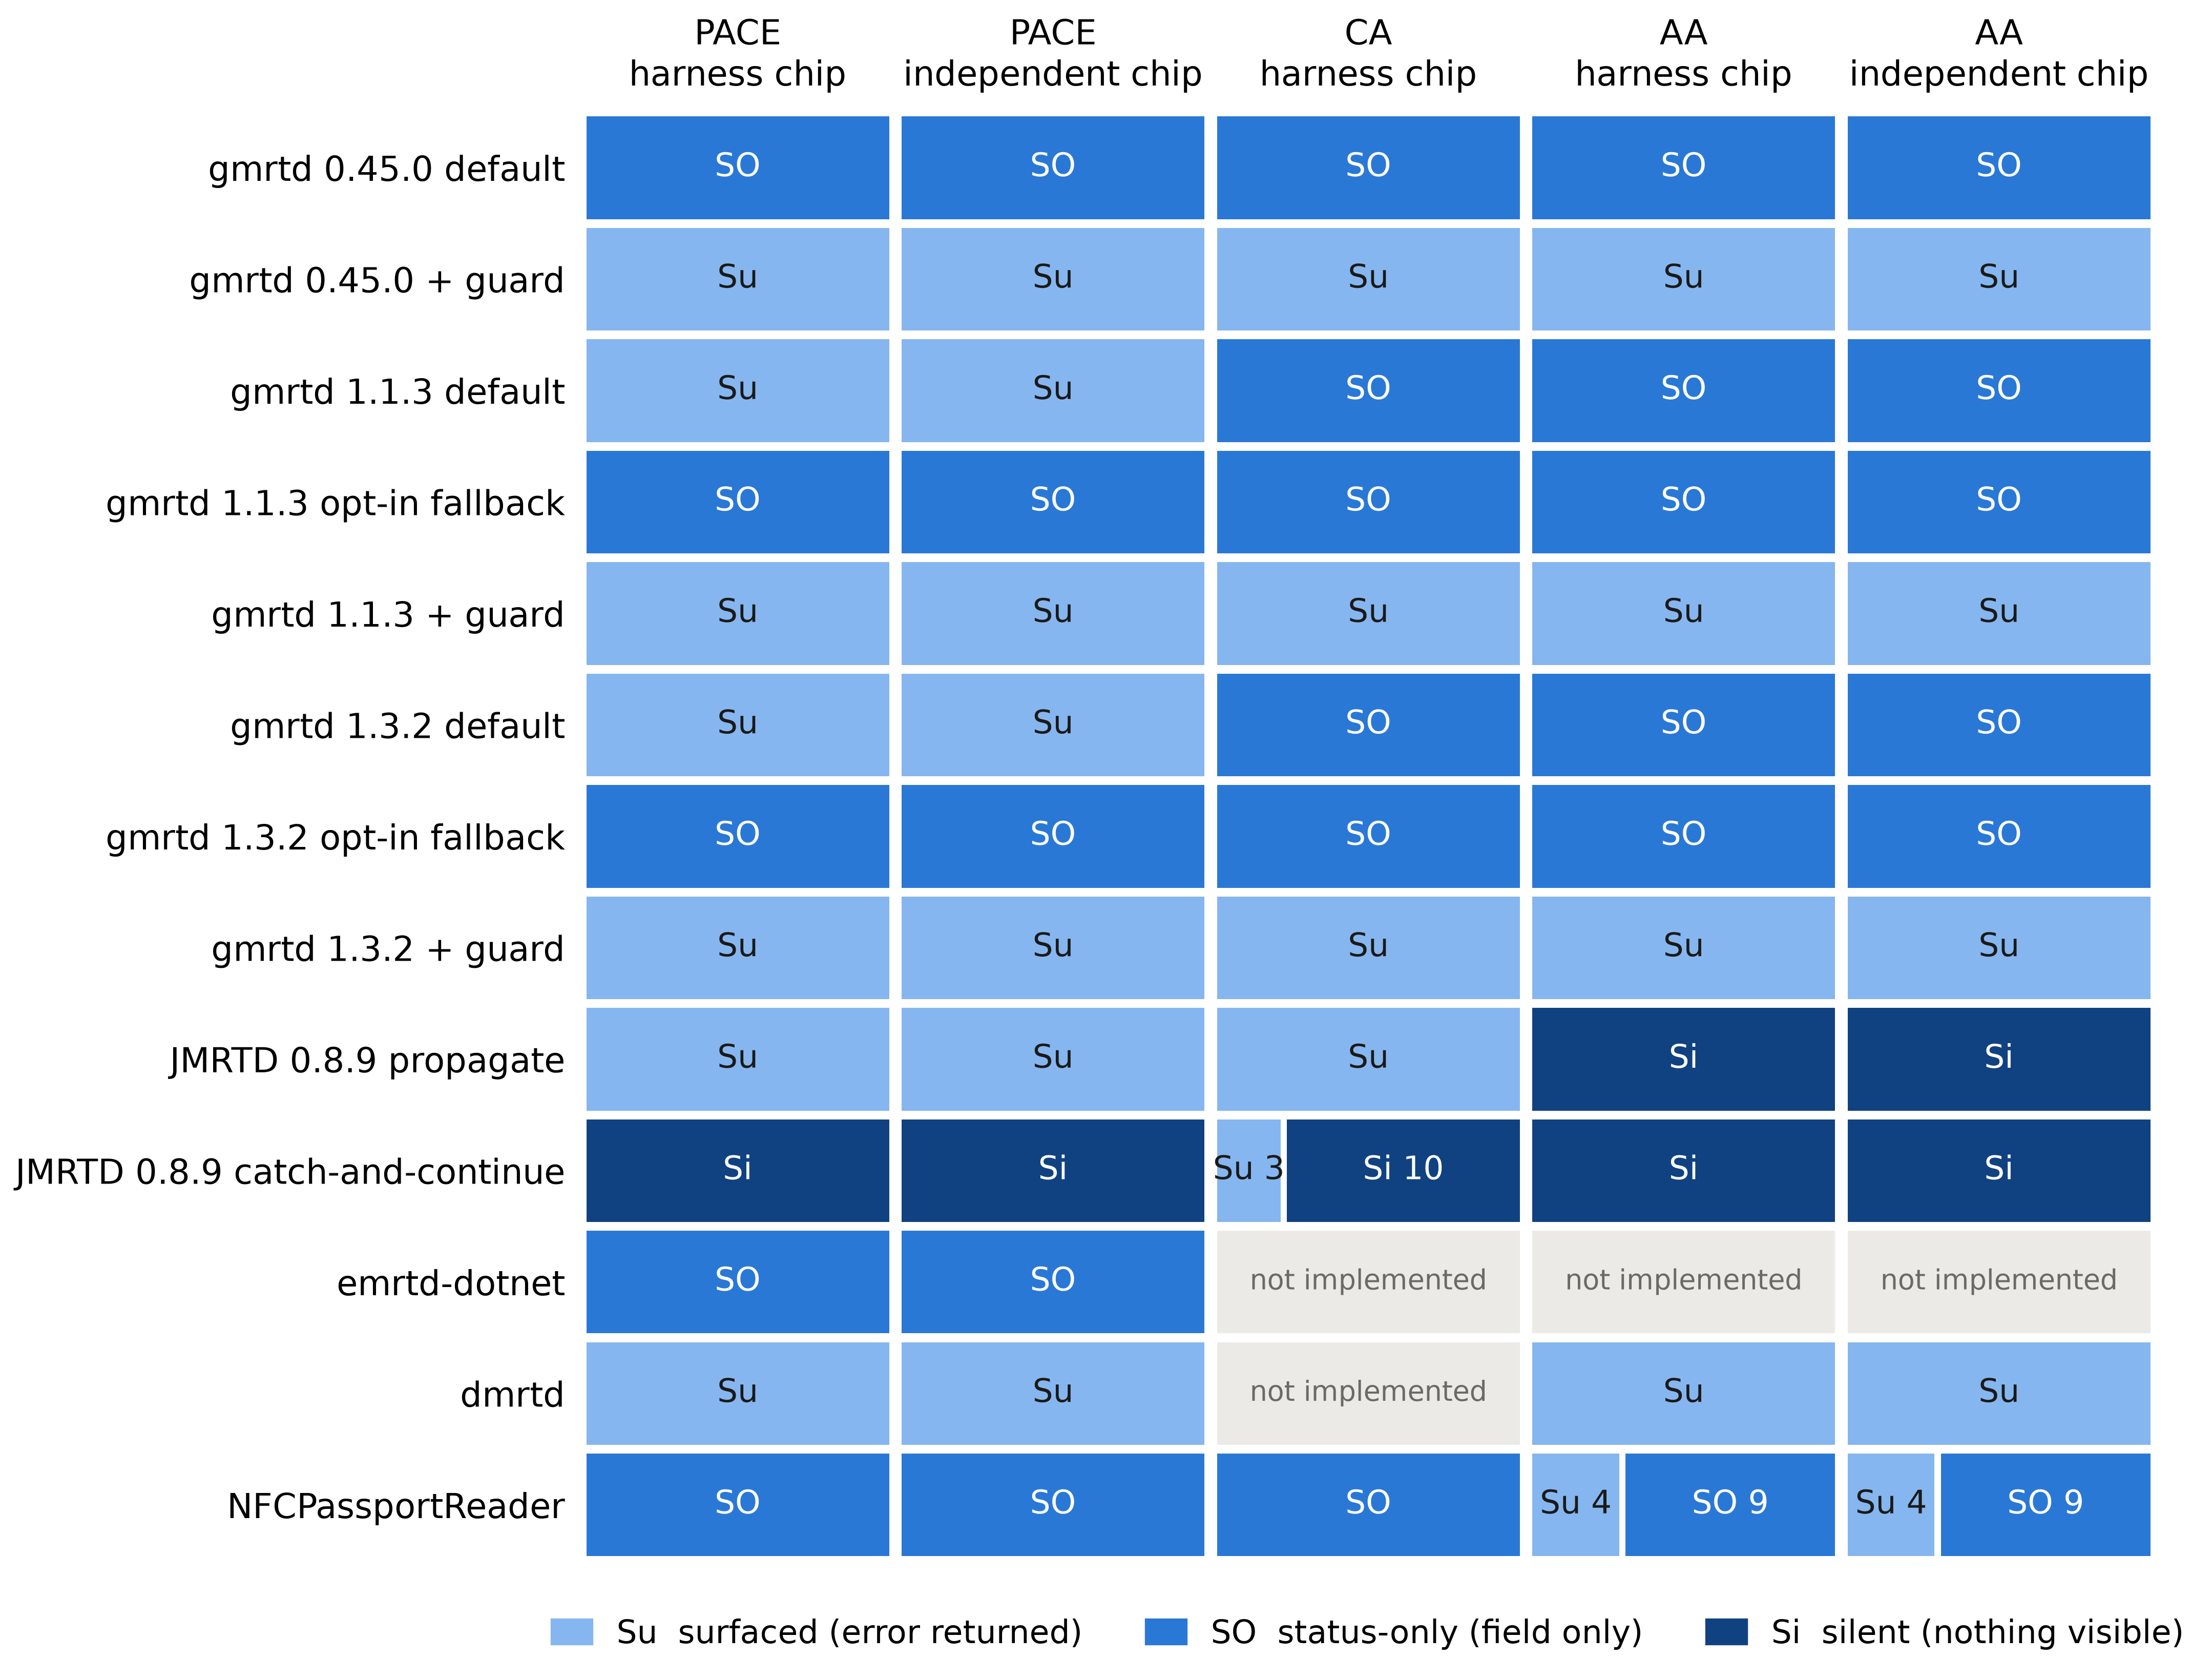 PACE
harness chip
PACE
independent chip
CA
harness chip
AA
harness chip
AA
independent chip
gmrtd 0.45.0 default SO SO SO SO SO
gmrtd 0.45.0 + guard Su Su Su Su Su
gmrtd 1.1.3 default Su Su SO SO SO
gmrtd 1.1.3 opt-in fallback SO SO SO SO SO
gmrtd 1.1.3 + guard Su Su Su Su Su
gmrtd 1.3.2 default Su Su SO SO SO
gmrtd 1.3.2 opt-in fallback SO SO SO SO SO
gmrtd 1.3.2 + guard Su Su Su Su Su
JMRTD 0.8.9 propagate Su Su Su Si Si
JMRTD 0.8.9 catch-and-continue Si Si Su 3 Si 10 Si Si
emrtd-dotnet SO SO not implemented not implemented not implemented
dmrtd Su Su not implemented Su Su
NFCPassportReader SO SO SO Su 4 SO 9 Su 4 SO 9
Su surfaced (error returned) SO status-only (field only) Si silent (nothing visible)